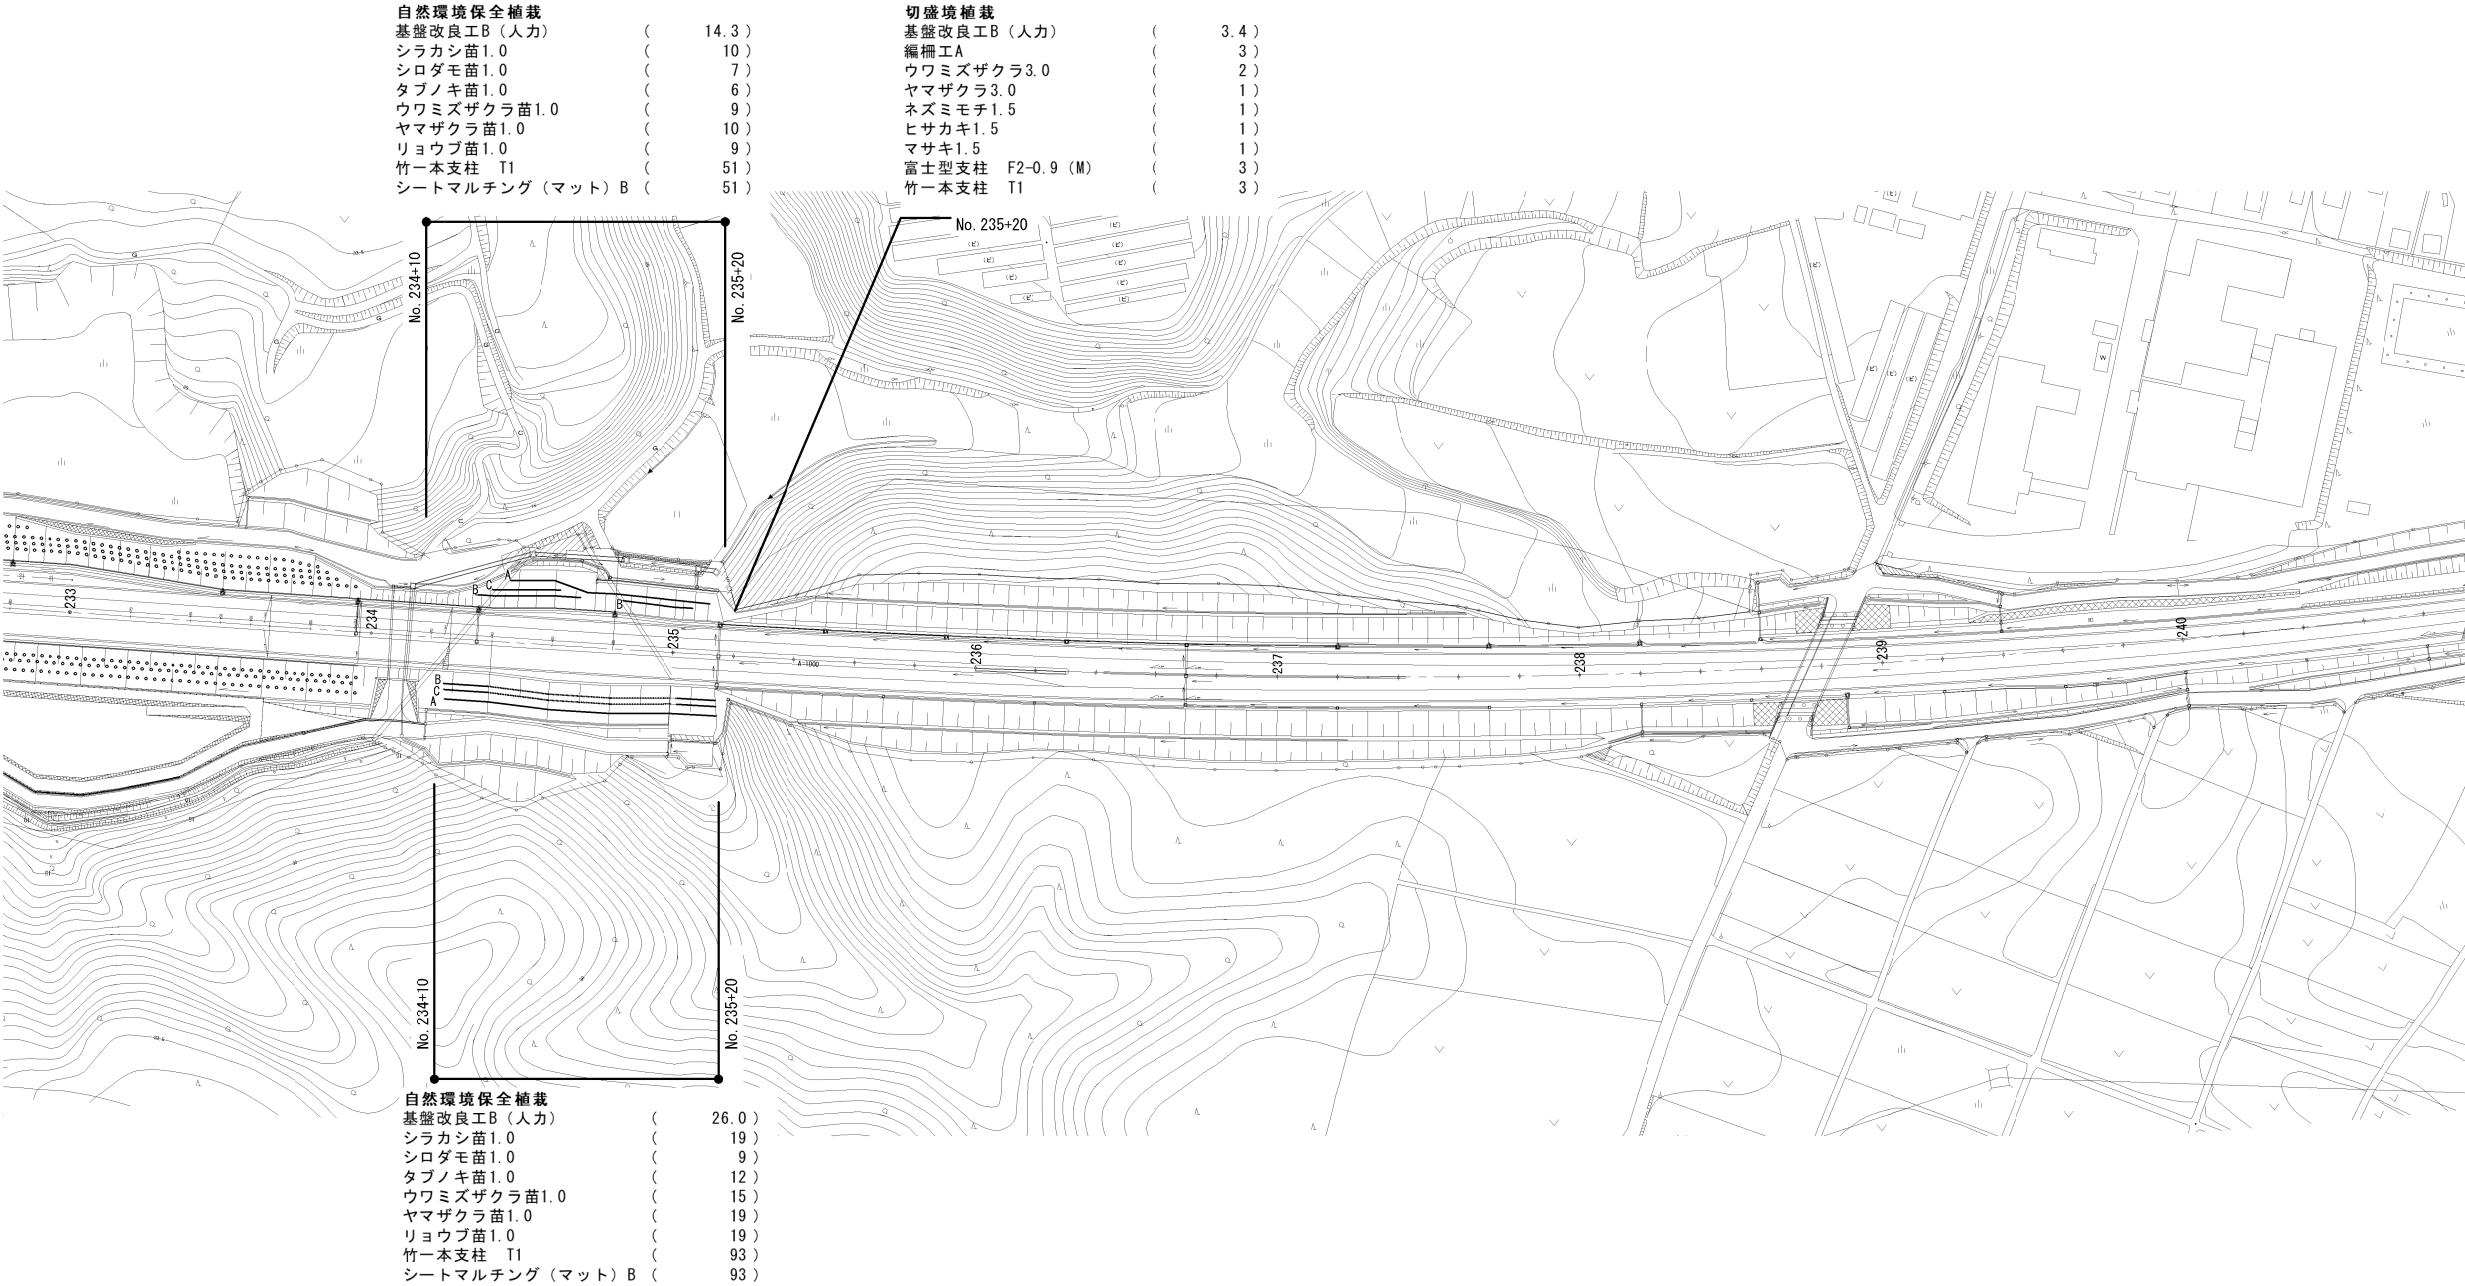 自然環境保全植栽
基盤改良工B（人力） （ 14.3 ）
シラカシ苗1.0 （ 10 ）
シロダモ苗1.0 （ 7 ）
タブノキ苗1.0 （ 6 ）
ウワミズザクラ苗1.0 （ 9 ）
ヤマザクラ苗1.0 （ 10 ）
リョウブ苗1.0 （ 9 ）
竹一本支柱　T1 （ 51 ）
シートマルチング（マット）B （ 51 ）
切盛境植栽
基盤改良工B（人力） （ 3.4 ）
編柵工A （ 3 ）
ウワミズザクラ3.0 （ 2 ）
ヤマザクラ3.0 （ 1 ）
ネズミモチ1.5 （ 1 ）
ヒサカキ1.5 （ 1 ）
マサキ1.5 （ 1 ）
富士型支柱　F2-0.9（M） （ 3 ）
竹一本支柱　T1 （ 3 ）
No. 234+10
No. 235+20
No. 235+20
A
C
B
B
233
234
235
236
237
238
239
240
A-1000
B
C
A
No. 234+10
No. 235+20
自然環境保全植栽
基盤改良工B（人力） （ 26.0 ）
シラカシ苗1.0 （ 19 ）
シロダモ苗1.0 （ 9 ）
タブノキ苗1.0 （ 12 ）
ウワミズザクラ苗1.0 （ 15 ）
ヤマザクラ苗1.0 （ 19 ）
リョウブ苗1.0 （ 19 ）
竹一本支柱　T1 （ 93 ）
シートマルチング（マット）B （ 93 ）